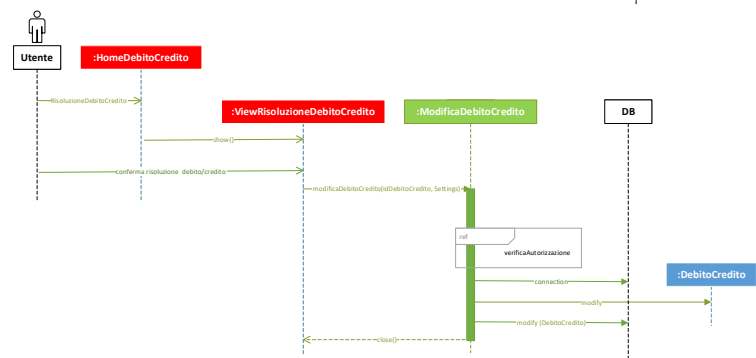 Utente
:HomeDebitoCredito
RisoluzioneDebitoCredito
:ViewRisoluzioneDebitoCredito
:ModificaDebitoCredito
DB
show()
conferma risoluzione debito/credito
modificaDebitoCredito(idDebitoCredito, Settings)
ref
verificaAutorizzazione
:DebitoCredito
connection
modify
modify (DebitoCredito)
close()